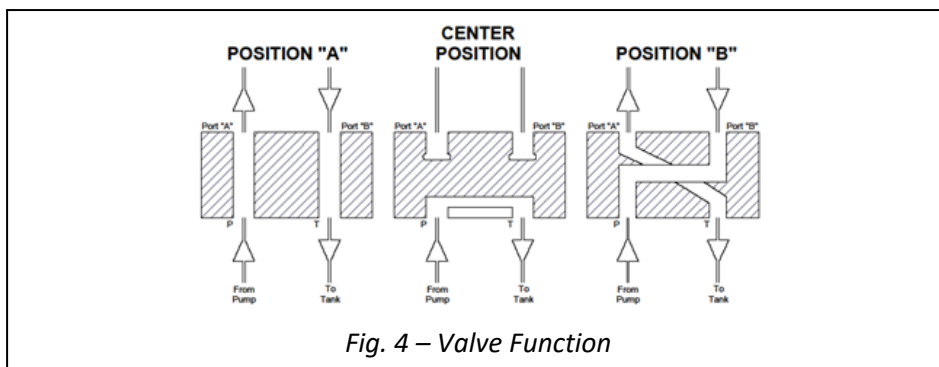 POSITION "A"
CENTER
POSITION
POSITION "B"
Port "A"
Port "B"
Port "A"
Port "B"
Port "A"
Port "B"
P
T
P
T
P
T
From
Pump
To
Tank
From
Pump
To
Tank
From
Pump
To
Tank
Fig. 4 – Valve Function